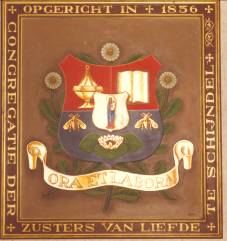 OPGERICHT IN 1836
CONGREGATIE DER
ZUSTERS VAN LIEFDE
TE SCHIJNDEL
ORA ET LABORA